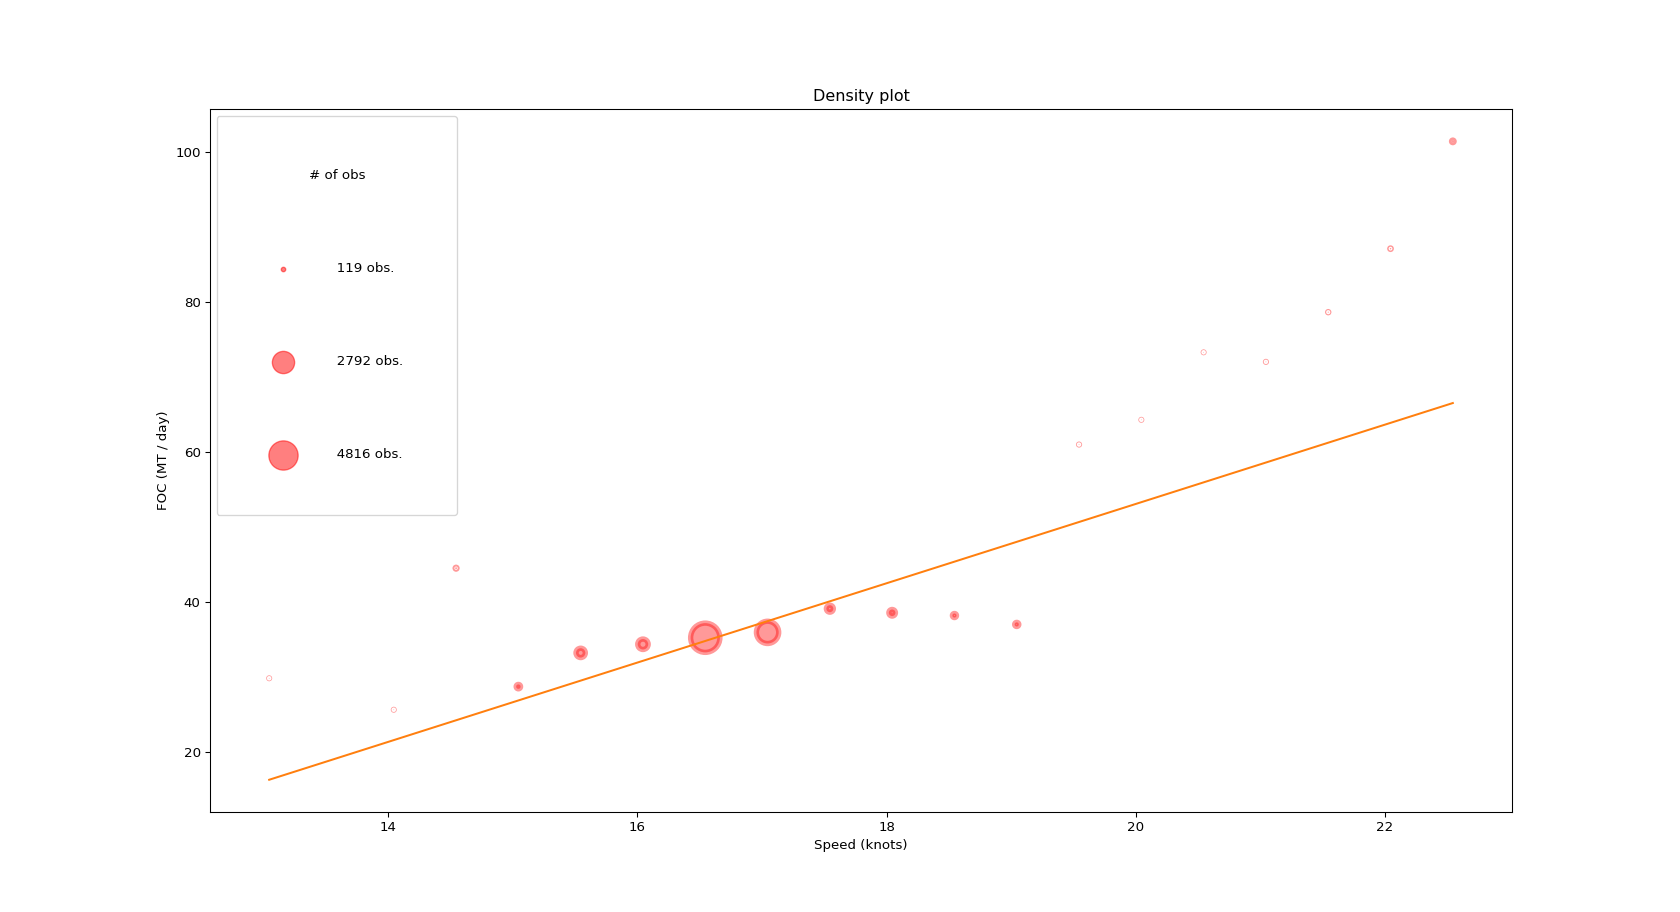 Density plot
# of obs
119 obs.
2792 obs.
4816 obs.
100
80
60
40
20
FOC (MT / day)
14 16 18 20 22
Speed (knots)